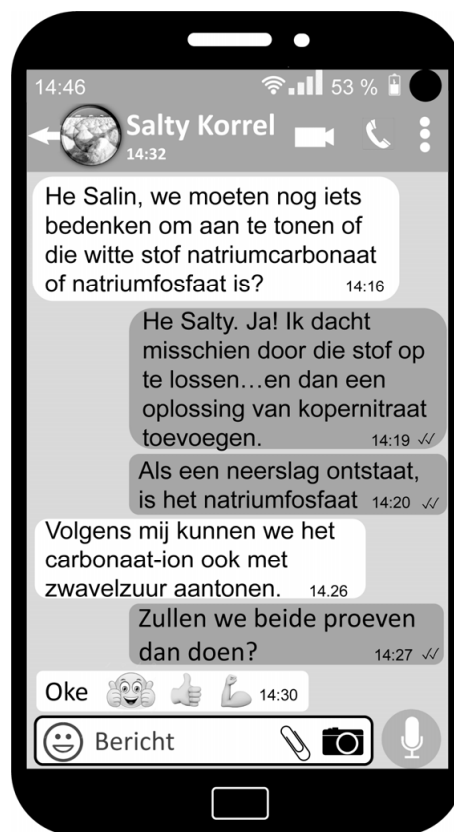 14:46 53 %
Salty Korrel
14:32
He Salin, we moeten nog iets
bedenken om aan te tonen of
die witte stof natriumcarbonaat
of natriumfosfaat is? 14:16
He Salty. Ja! Ik dacht
misschien door die stof op
te lossen…en dan een
oplossing van kopernitraat
toevoegen. 14:19
Als een neerslag ontstaat,
is het natriumfosfaat 14:20
Volgens mij kunnen we het
carbonaat-ion ook met
zwavelzuur aantonen. 14.26
Zullen we beide proeven
dan doen? 14:27
Oke 14:30
Bericht